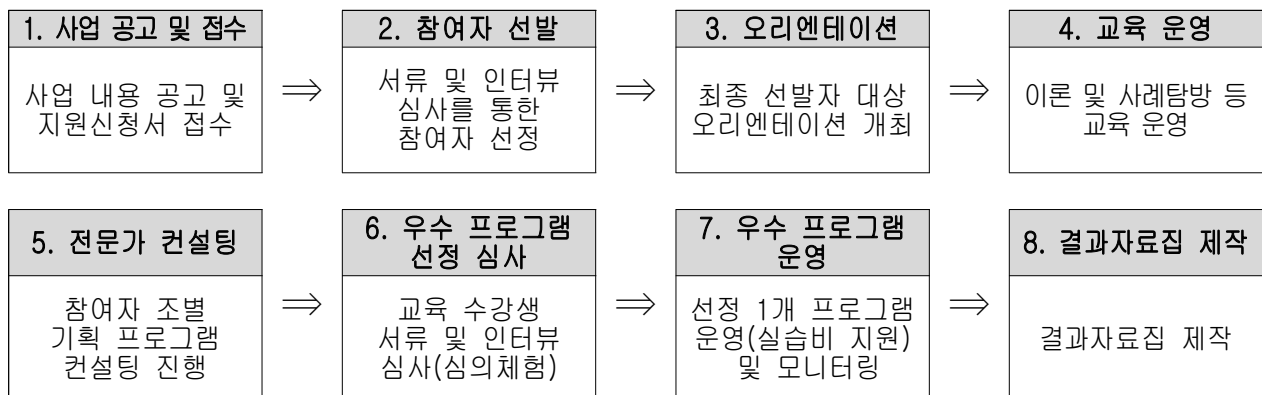 1. 사업 공고 및 접수
사업 내용 공고 및
지원신청서 접수
⇒
2. 참여자 선발
서류 및 인터뷰
심사를 통한
참여자 선정
⇒
3. 오리엔테이션
최종 선발자 대상
오리엔테이션 개최
⇒
4. 교육 운영
이론 및 사례탐방 등
교육 운영
5. 전문가 컨설팅
참여자 조별
기획 프로그램
컨설팅 진행
⇒
6. 우수 프로그램
선정 심사
교육 수강생
서류 및 인터뷰
심사(심의체험)
⇒
7. 우수 프로그램
운영
선정 1개 프로그램
운영(실습비 지원)
및 모니터링
⇒
8. 결과자료집 제작
결과자료집 제작